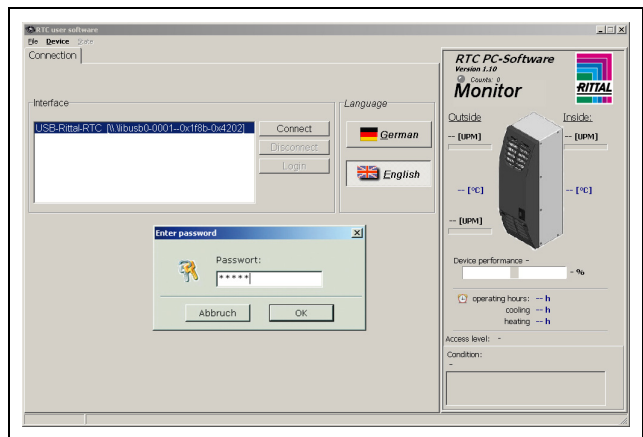 RTC user software
File Device State
Connection
Interface
USB-Rittal-RTC [\\.\libusb0-0001--0x1f8b-0x4202]
Connect
Disconnect
Login
Language
German
English
Enter password
Passwort:
*****
Abbruch OK
RTC PC-Software
Version 1.10
Counts: 0
Monitor
RITTAL
Outside Inside:
-- [UPM] -- [UPM]
-- [°C] -- [°C]
-- [UPM]
Device performance -
- %
operating hours: -- h
cooling -- h
heating -- h
Access level: -
Condition:
-